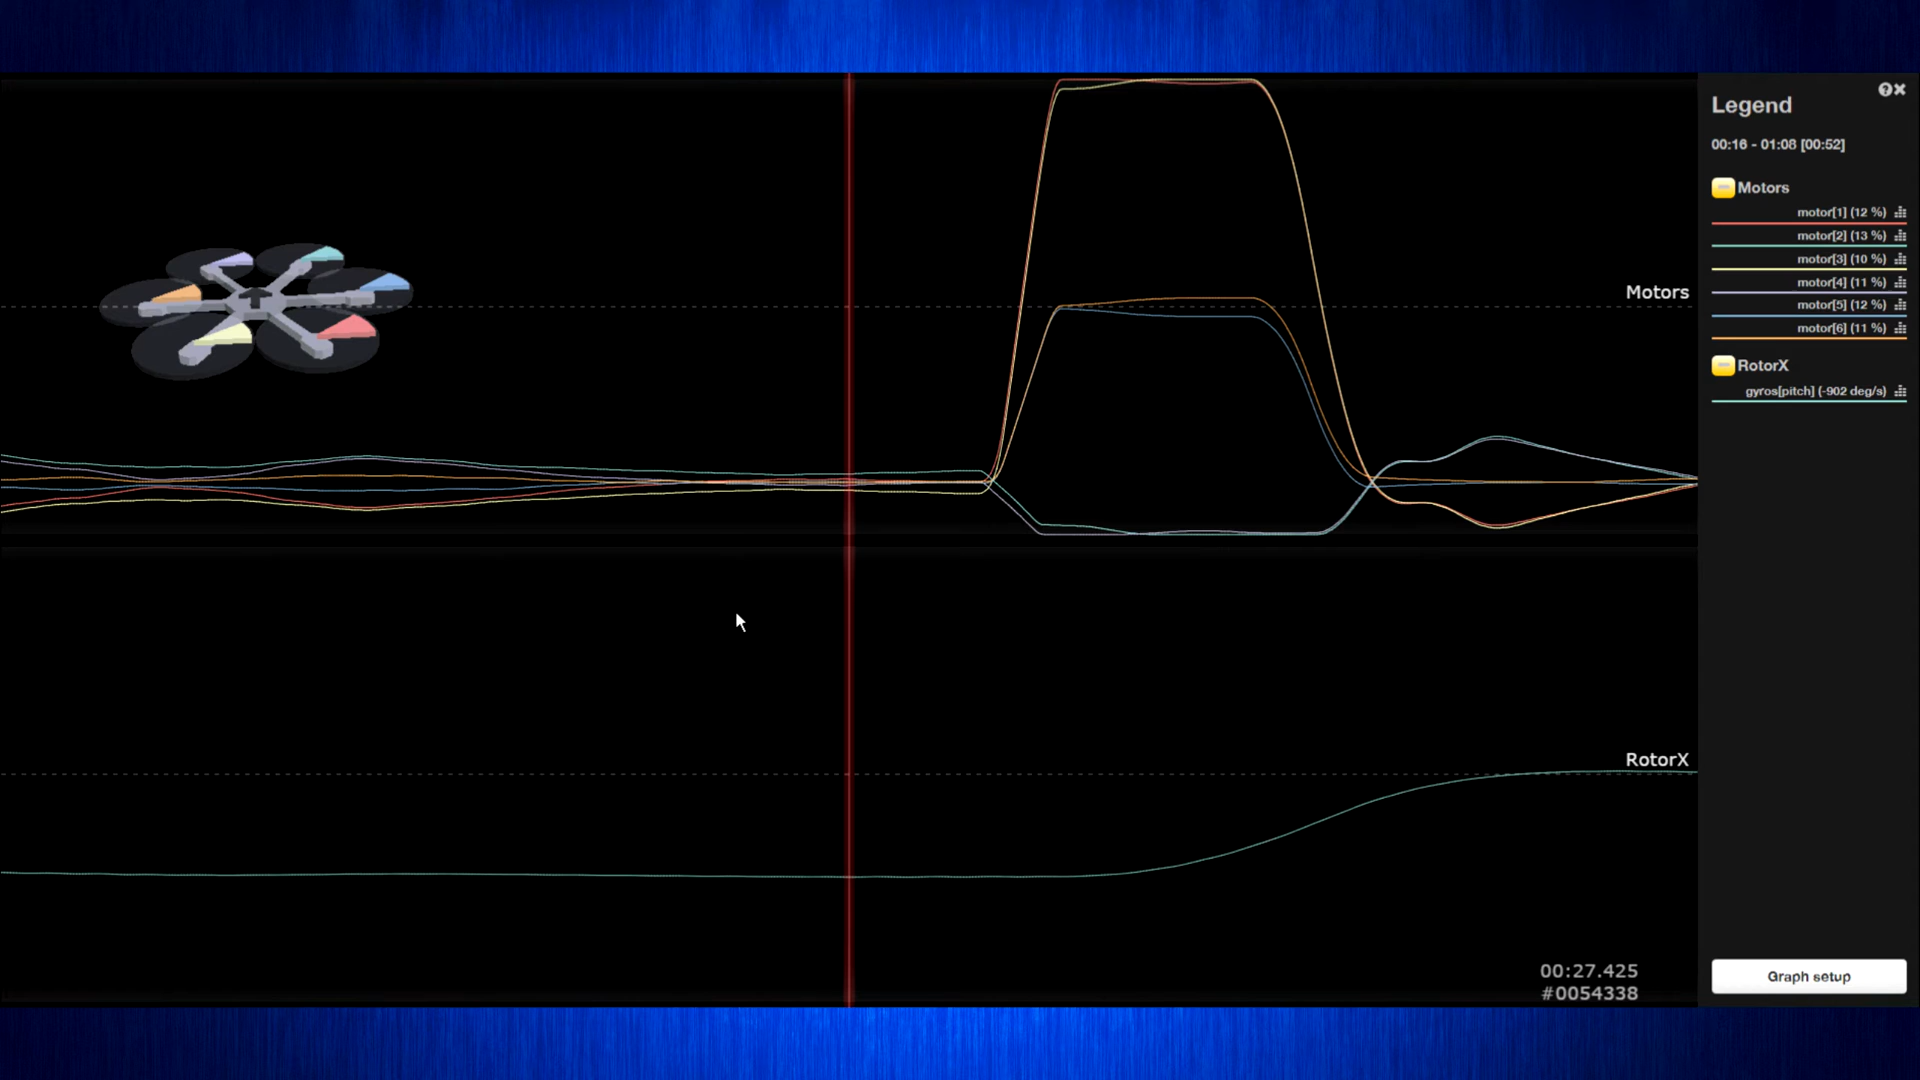 Legend
00:16 - 01:08 [00:52]
Motors
motor[1] (12 %)
motor[2] (13 %)
motor[3] (10 %)
motor[4] (11 %)
motor[5] (12 %)
motor[6] (11 %)
RotorX
gyros[pitch] (-902 deg/s)
Motors
RotorX
00:27.425
#0054338
Graph setup